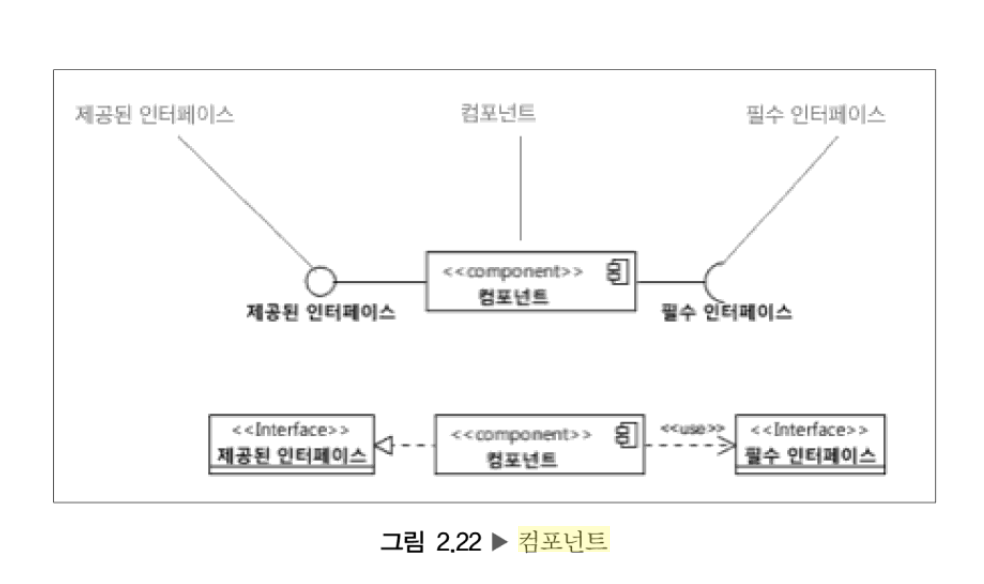 제공된 인터페이스 컴포넌트 필수 인터페이스
<<component>>
컴포넌트
제공된 인터페이스 필수 인터페이스
<<Interface>> <<component>> <<use>> <<Interface>>
제공된 인터페이스 컴포넌트 필수 인터페이스
그림 2.22 ▶ 컴포넌트